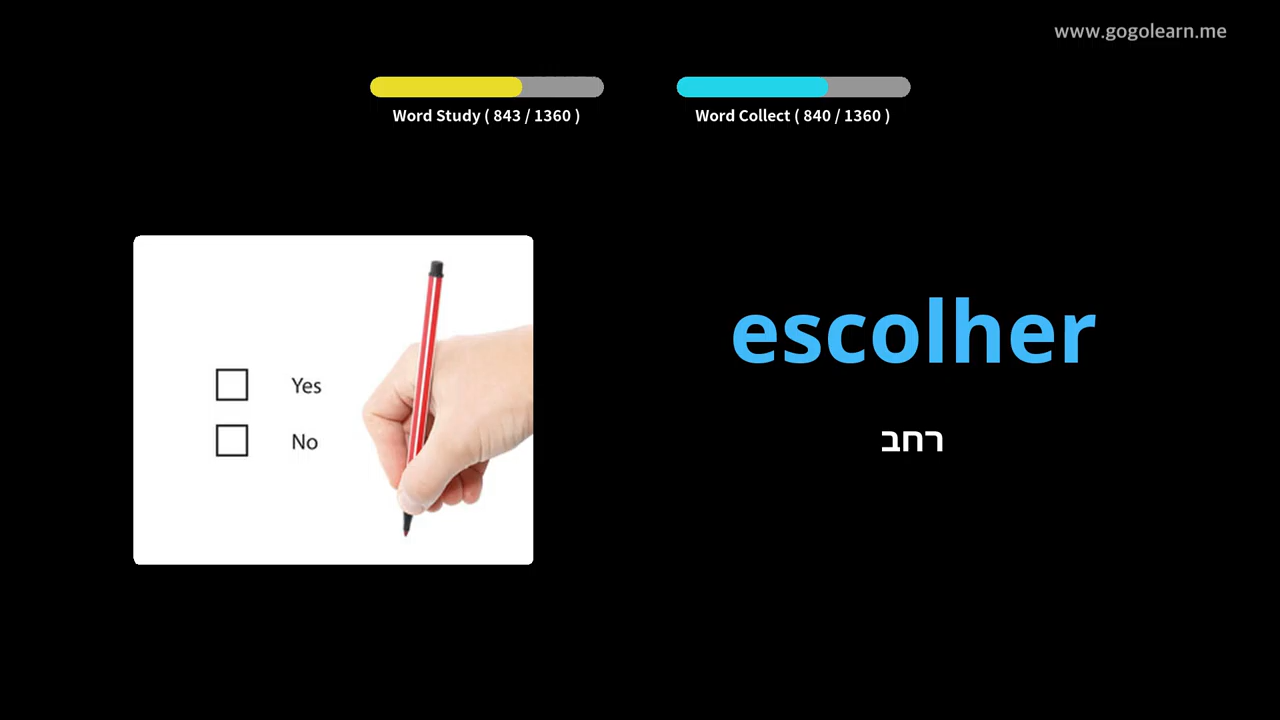 www.gogolearn.me
Word Study ( 843 / 1360 )
Word Collect ( 840 / 1360 )
Yes
No
escolher
רחב